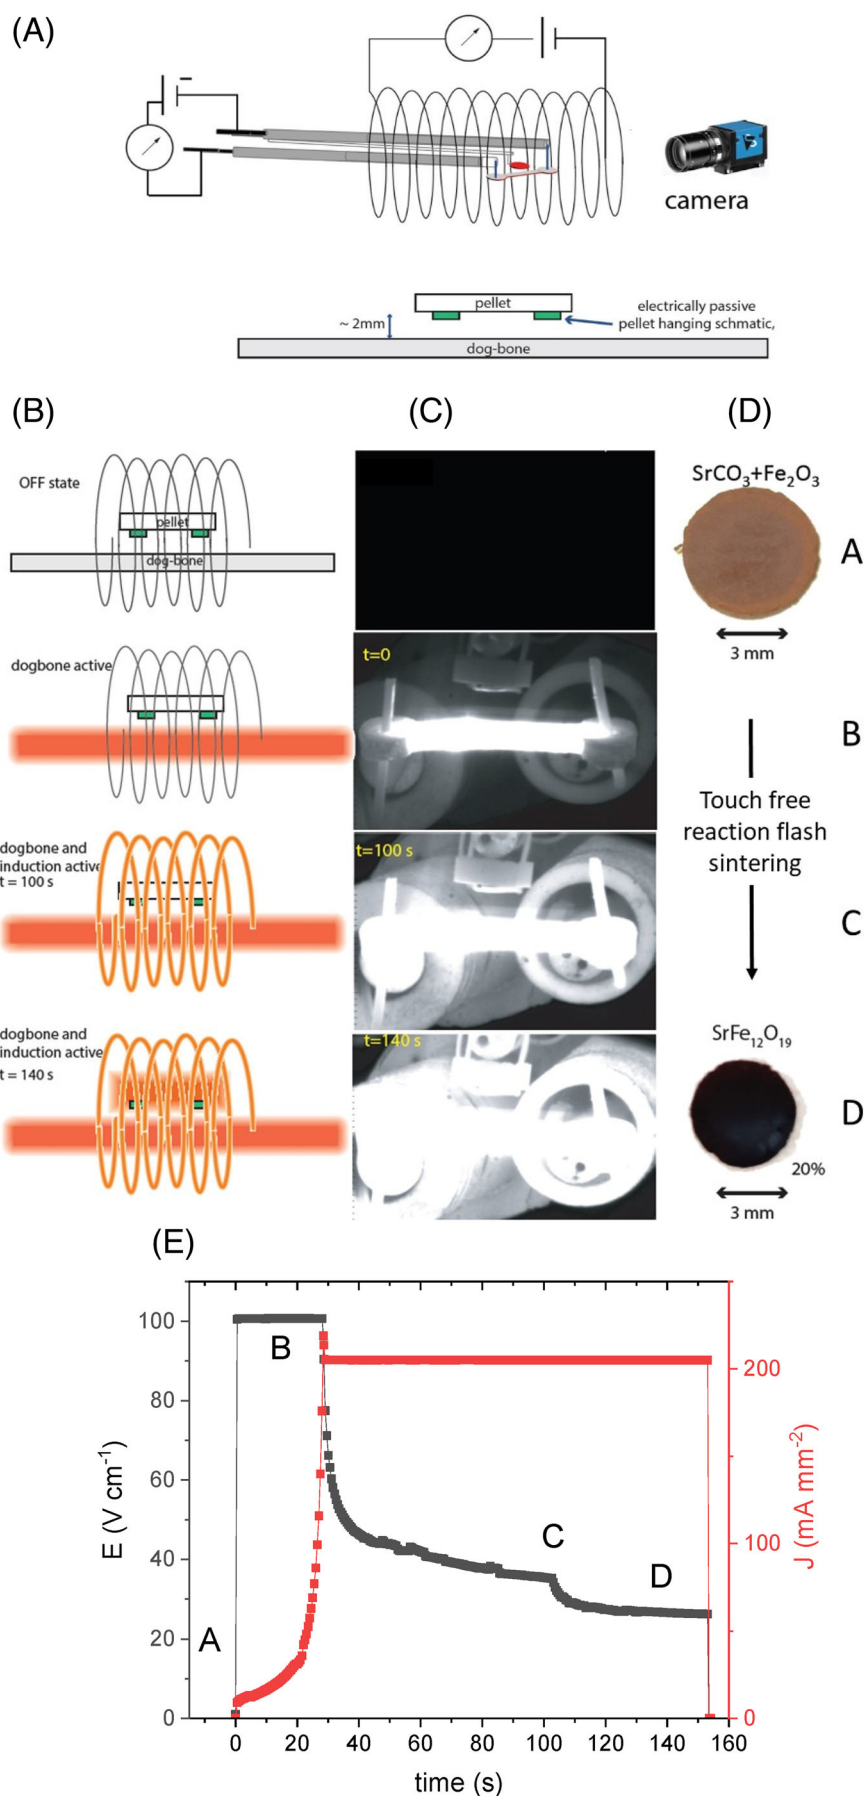 (A)
−
camera
pellet
~ 2mm
electrically passive
pellet hanging schmatic,
dog-bone
(B)
(C)
(D)
OFF state
pellet
dog-bone
SrCO3+Fe2O3
A
3 mm
dogbone active
t=0
B
Touch free
reaction flash
sintering
dogbone and
induction active
t = 100 s
t=100 s
C
dogbone and
induction active
t = 140 s
t=140 s
SrFe12O19
D
20%
3 mm
(E)
100
80
60
40
20
0
E (V cm-1)
A
B
C
D
200
100
0
J (mA mm-2)
0 20 40 60 80 100 120 140 160
time (s)